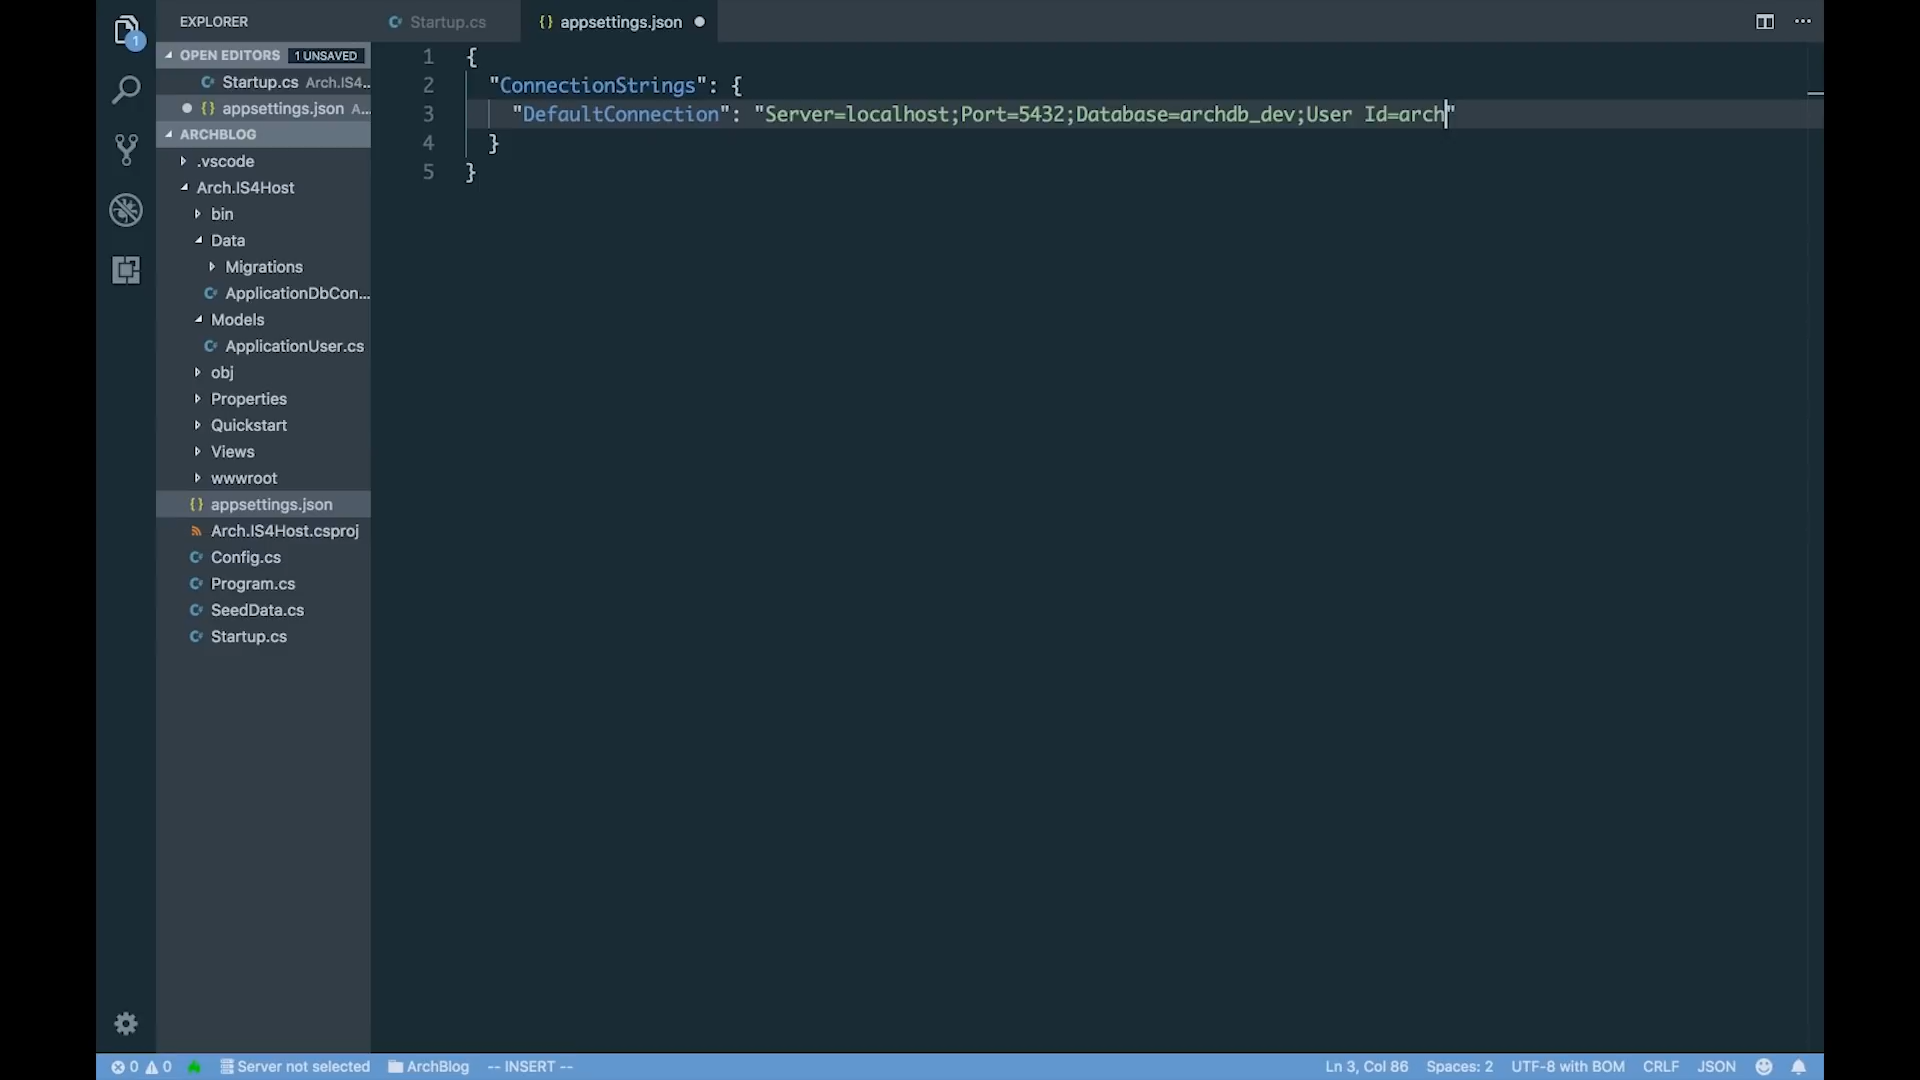 EXPLORER
Startup.cs
{} appsettings.json
1
OPEN EDITORS
1 UNSAVED
Startup.cs Arch.IS4...
{} appsettings.json A...
ARCHBLOG
.vscode
Arch.IS4Host
bin
Data
Migrations
ApplicationDbCon...
Models
ApplicationUser.cs
obj
Properties
Quickstart
Views
wwwroot
{} appsettings.json
Arch.IS4Host.csproj
Config.cs
Program.cs
SeedData.cs
Startup.cs
1 {
2 "ConnectionStrings": {
3 "DefaultConnection": "Server=localhost;Port=5432;Database=archdb_dev;User Id=arch"
4 }
5 }
0 0 Server not selected ArchBlog -- INSERT -- Ln 3, Col 86 Spaces: 2 UTF-8 with BOM CRLF JSON